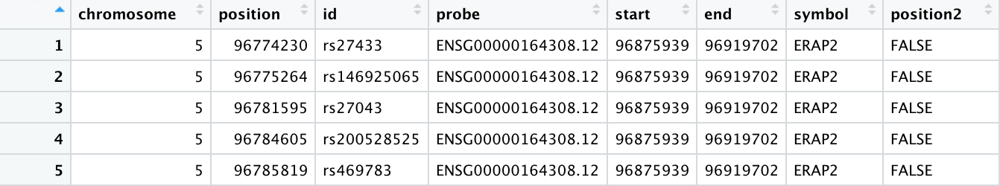 chromosome position id probe start end symbol position2
1 5 96774230 rs27433 ENSG00000164308.12 96875939 96919702 ERAP2 FALSE
2 5 96775264 rs146925065 ENSG00000164308.12 96875939 96919702 ERAP2 FALSE
3 5 96781595 rs27043 ENSG00000164308.12 96875939 96919702 ERAP2 FALSE
4 5 96784605 rs200528525 ENSG00000164308.12 96875939 96919702 ERAP2 FALSE
5 5 96785819 rs469783 ENSG00000164308.12 96875939 96919702 ERAP2 FALSE